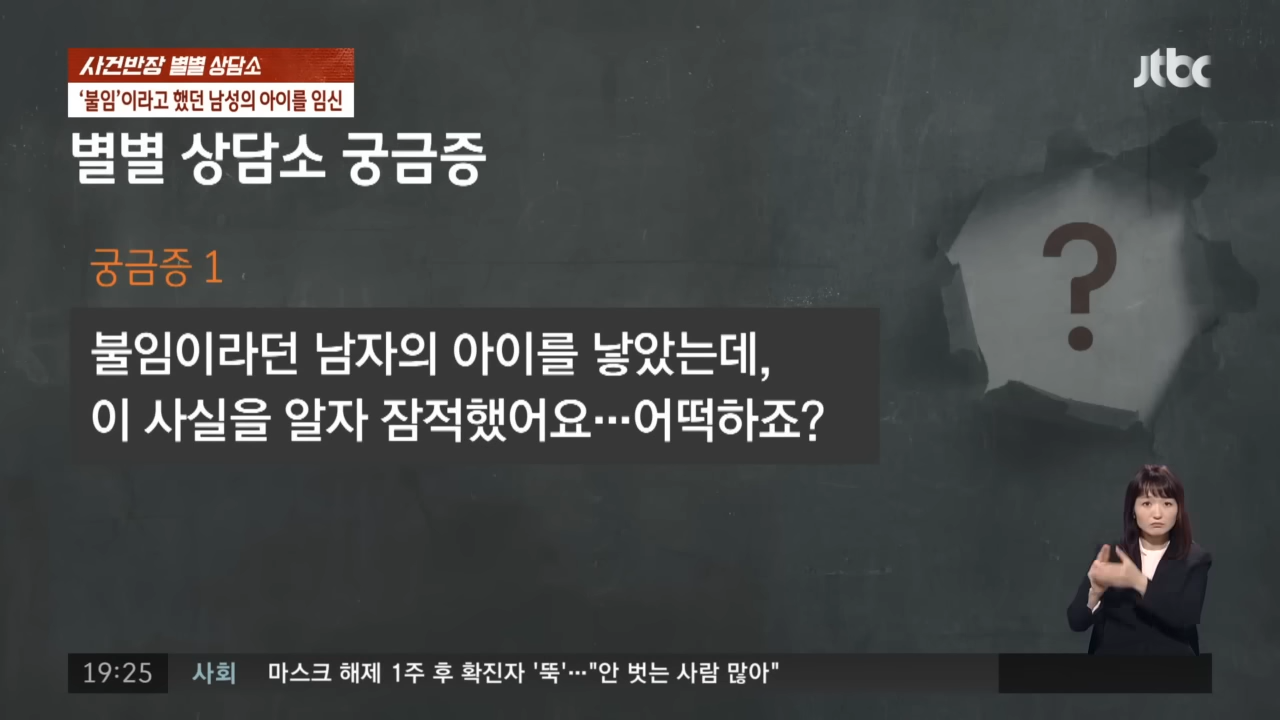 사건반장 별별 상담소
jtbc
'불임'이라고 했던 남성의 아이를 임신
별별 상담소 궁금증
궁금증 1
불임이라던 남자의 아이를 낳았는데,
이 사실을 알자 잠적했어요…어떡하죠?
?
19:25 사회 마스크 해제 1주 후 확진자 '뚝'…"안 벗는 사람 많아"